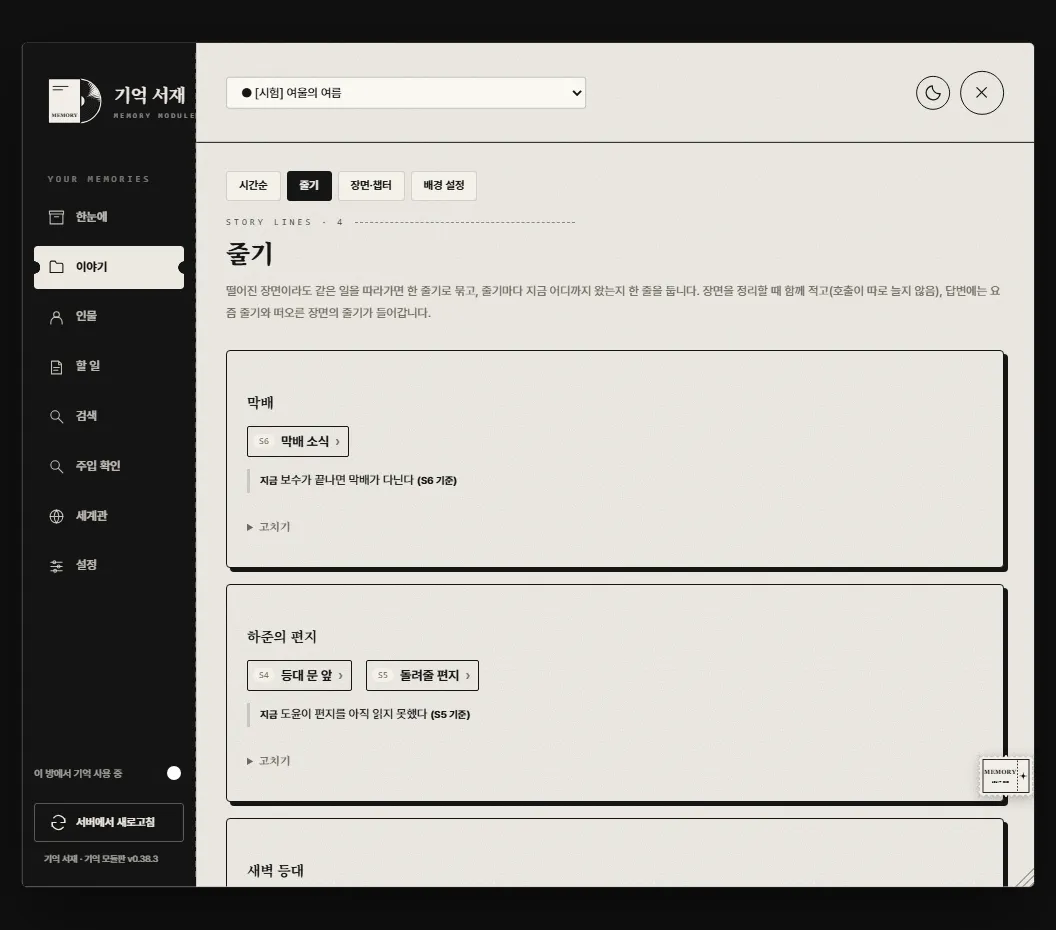 MEMORY
기억 서재
MEMORY MODULE
YOUR MEMORIES
한눈에
이야기
인물
할 일
검색
주입 확인
세계관
설정
이 방에서 기억 사용 중
서버에서 새로고침
기억 서재 · 기억 모듈판 v0.38.3
● [시험] 여울의 여름
시간순
줄기
장면·챕터
배경 설정
STORY LINES · 4
줄기
떨어진 장면이라도 같은 일을 따라가면 한 줄기로 묶고, 줄기마다 지금 어디까지 왔는지 한 줄을 둡니다. 장면을 정리할 때 함께 적고(호출이 따로 늘지 않음), 답변에는 요
즘 줄기와 떠오른 장면의 줄기가 들어갑니다.
막배
S6 막배 소식 ›
지금 보수가 끝나면 막배가 다닌다 (S6 기준)
▶ 고치기
하준의 편지
S4 등대 문 앞 ›
S5 돌려줄 편지 ›
지금 도윤이 편지를 아직 읽지 못했다 (S5 기준)
▶ 고치기
MEMORY
새벽 등대